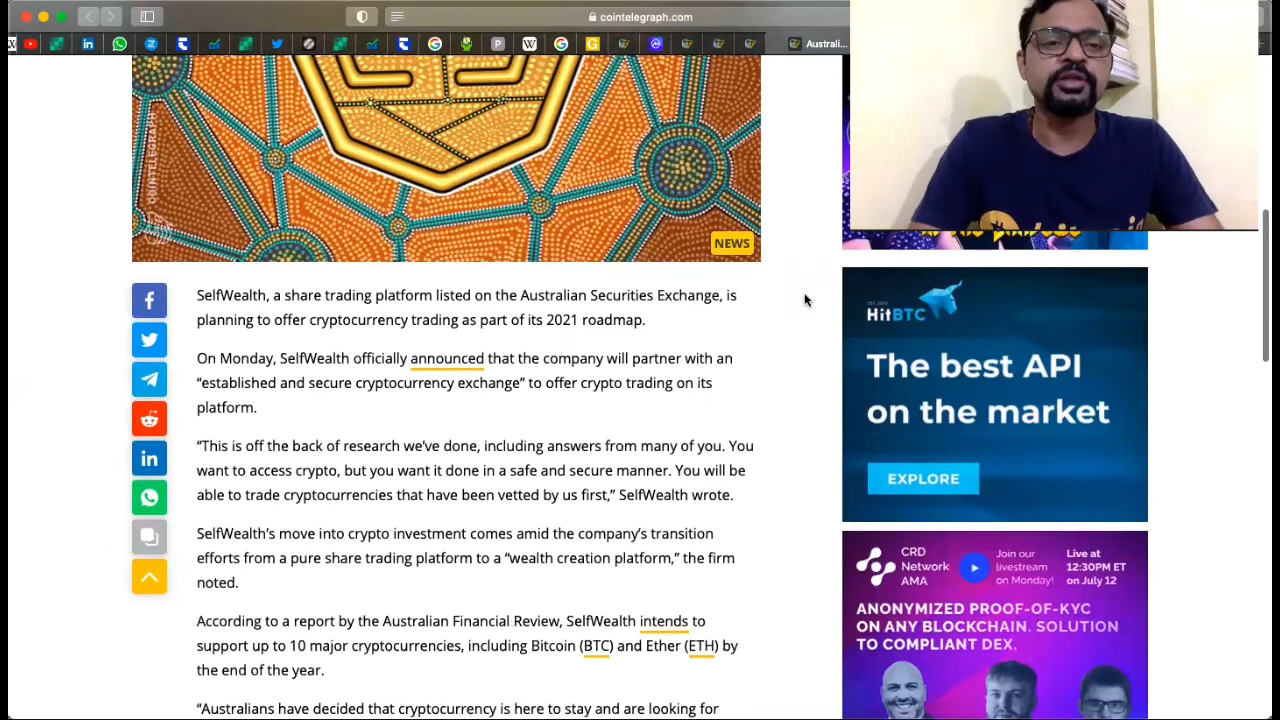 cointelegraph.com
Australi...
COINTELEGRAPH
NEWS
SelfWealth, a share trading platform listed on the Australian Securities Exchange, is
planning to offer cryptocurrency trading as part of its 2021 roadmap.
On Monday, SelfWealth officially announced that the company will partner with an
“established and secure cryptocurrency exchange” to offer crypto trading on its
platform.
“This is off the back of research we’ve done, including answers from many of you. You
want to access crypto, but you want it done in a safe and secure manner. You will be
able to trade cryptocurrencies that have been vetted by us first,” SelfWealth wrote.
SelfWealth’s move into crypto investment comes amid the company’s transition
efforts from a pure share trading platform to a “wealth creation platform,” the firm
noted.
According to a report by the Australian Financial Review, SelfWealth intends to
support up to 10 major cryptocurrencies, including Bitcoin (BTC) and Ether (ETH) by
the end of the year.
“Australians have decided that cryptocurrency is here to stay and are looking for
HitBTC
The best API
on the market
EXPLORE
CRD
Network
AMA
Join our
livestream
on Monday!
Live at
12:30PM ET
on July 12
ANONYMIZED PROOF-OF-KYC
ON ANY BLOCKCHAIN. SOLUTION
TO COMPLIANT DEX.